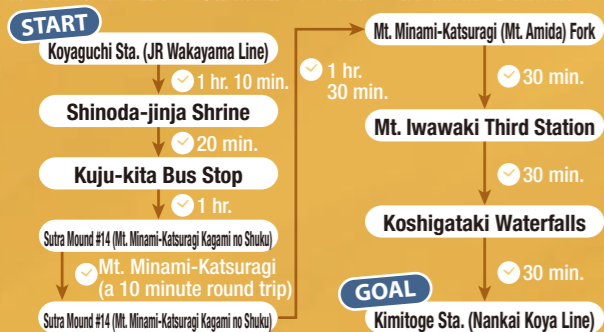 START
Koyaguchi Sta. (JR Wakayama Line)
1 hr. 10 min.
Shinoda-jinja Shrine
20 min.
Kuju-kita Bus Stop
1 hr.
Sutra Mound #14 (Mt. Minami-Katsuragi Kagami no Shuku)
Mt. Minami-Katsuragi
(a 10 minute round trip)
Sutra Mound #14 (Mt. Minami-Katsuragi Kagami no Shuku)
1 hr.
30 min.
Mt. Minami-Katsuragi (Mt. Amida) Fork
30 min.
Mt. Iwawaki Third Station
30 min.
Koshigataki Waterfalls
30 min.
GOAL
Kimitoge Sta. (Nankai Koya Line)